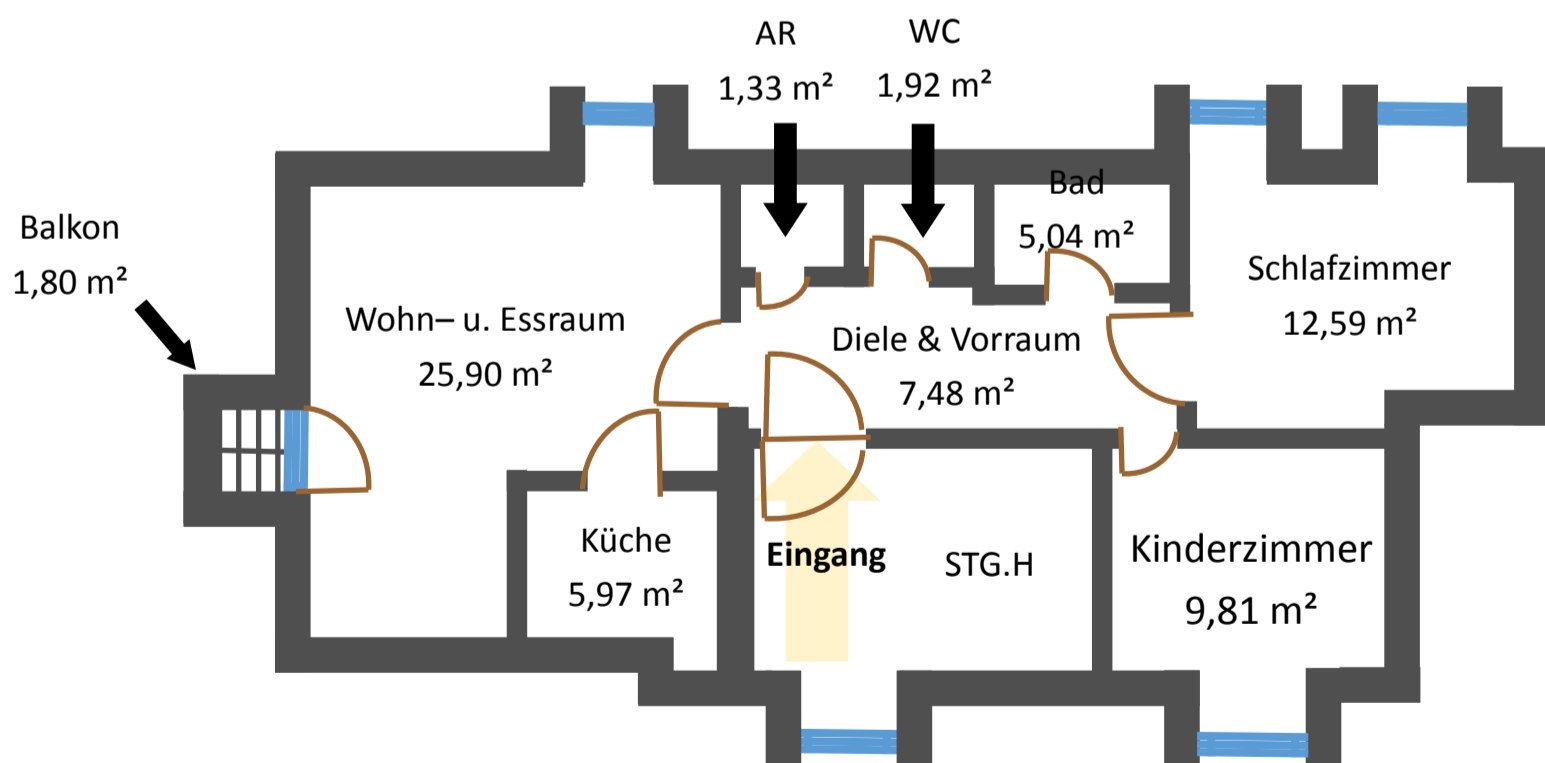 AR
1,33 m²
WC
1,92 m²
Bad
5,04 m²
Balkon
1,80 m²
Wohn– u. Essraum
25,90 m²
Diele & Vorraum
7,48 m²
Schlafzimmer
12,59 m²
Küche
5,97 m²
Eingang
STG.H
Kinderzimmer
9,81 m²